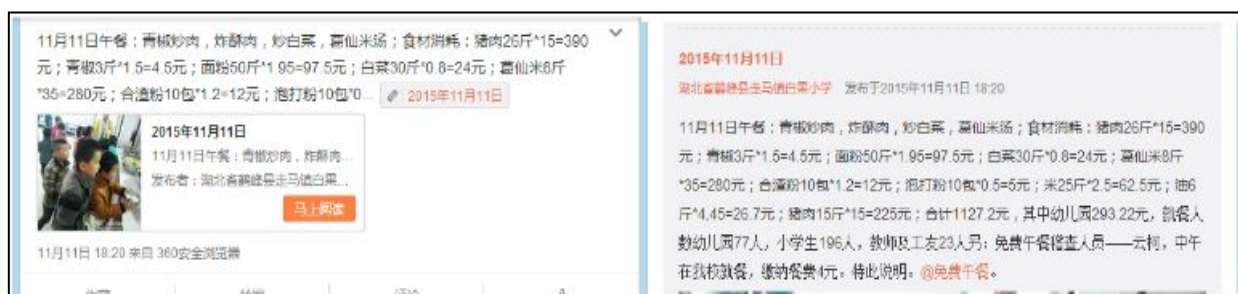 11月11日午餐:青椒炒肉,炸酥肉,炒白菜,葛仙米汤;食材消耗:猪肉26斤*15=390
元;青椒3斤*1.5=4.5元;面粉50斤*1.95=97.5元;白菜30斤*0.8=24元;葛仙米8斤
*35=280元;合渣粉10包*1.2=12元;泡打粉10包*0... 2015年11月11日
2015年11月11日
11月11日午餐:青椒炒肉,炸酥肉...
发布者:湖北省鹤峰县走马镇白果...
马上阅读
11月11日 18:20 来自 360安全浏览器
2015年11月11日
湖北省鹤峰县走马镇白果小学 发布于2015年11月11日 18:20
11月11日午餐:青椒炒肉,炸酥肉,炒白菜,葛仙米汤;食材消耗:猪肉26斤*15=390
元;青椒3斤*1.5=4.5元;面粉50斤*1.95=97.5元;白菜30斤*0.8=24元;葛仙米8斤
*35=280元;合渣粉10包*1.2=12元;泡打粉10包*0.5=5元;米25斤*2.5=62.5元;油6
斤*4.45=26.7元;猪肉15斤*15=225元;合计1127.2元,其中幼儿园293.22元,就餐人
数幼儿园77人,小学生196人,教师及工友23人另:免费午餐稽查人员——云柯,中午
在我校就餐,缴纳餐费4元。特此说明。@免费午餐。